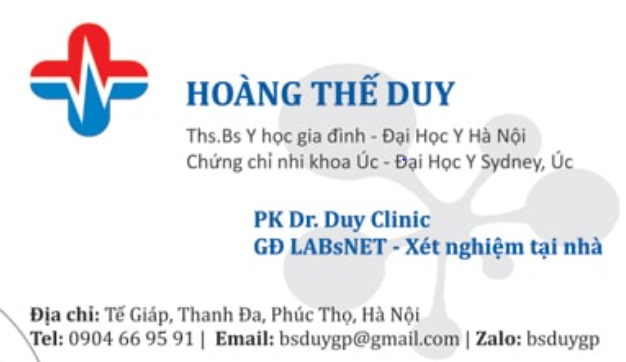 HOÀNG THẾ DUY
Ths.Bs Y học gia đình - Đại Học Y Hà Nội
Chứng chỉ nhi khoa Úc - Đại Học Y Sydney, Úc
PK Dr. Duy Clinic
GĐ LABsNET - Xét nghiệm tại nhà
Địa chỉ: Tế Giáp, Thanh Đa, Phúc Thọ, Hà Nội
Tel: 0904 66 95 91 | Email: bsduygp@gmail.com | Zalo: bsduygp